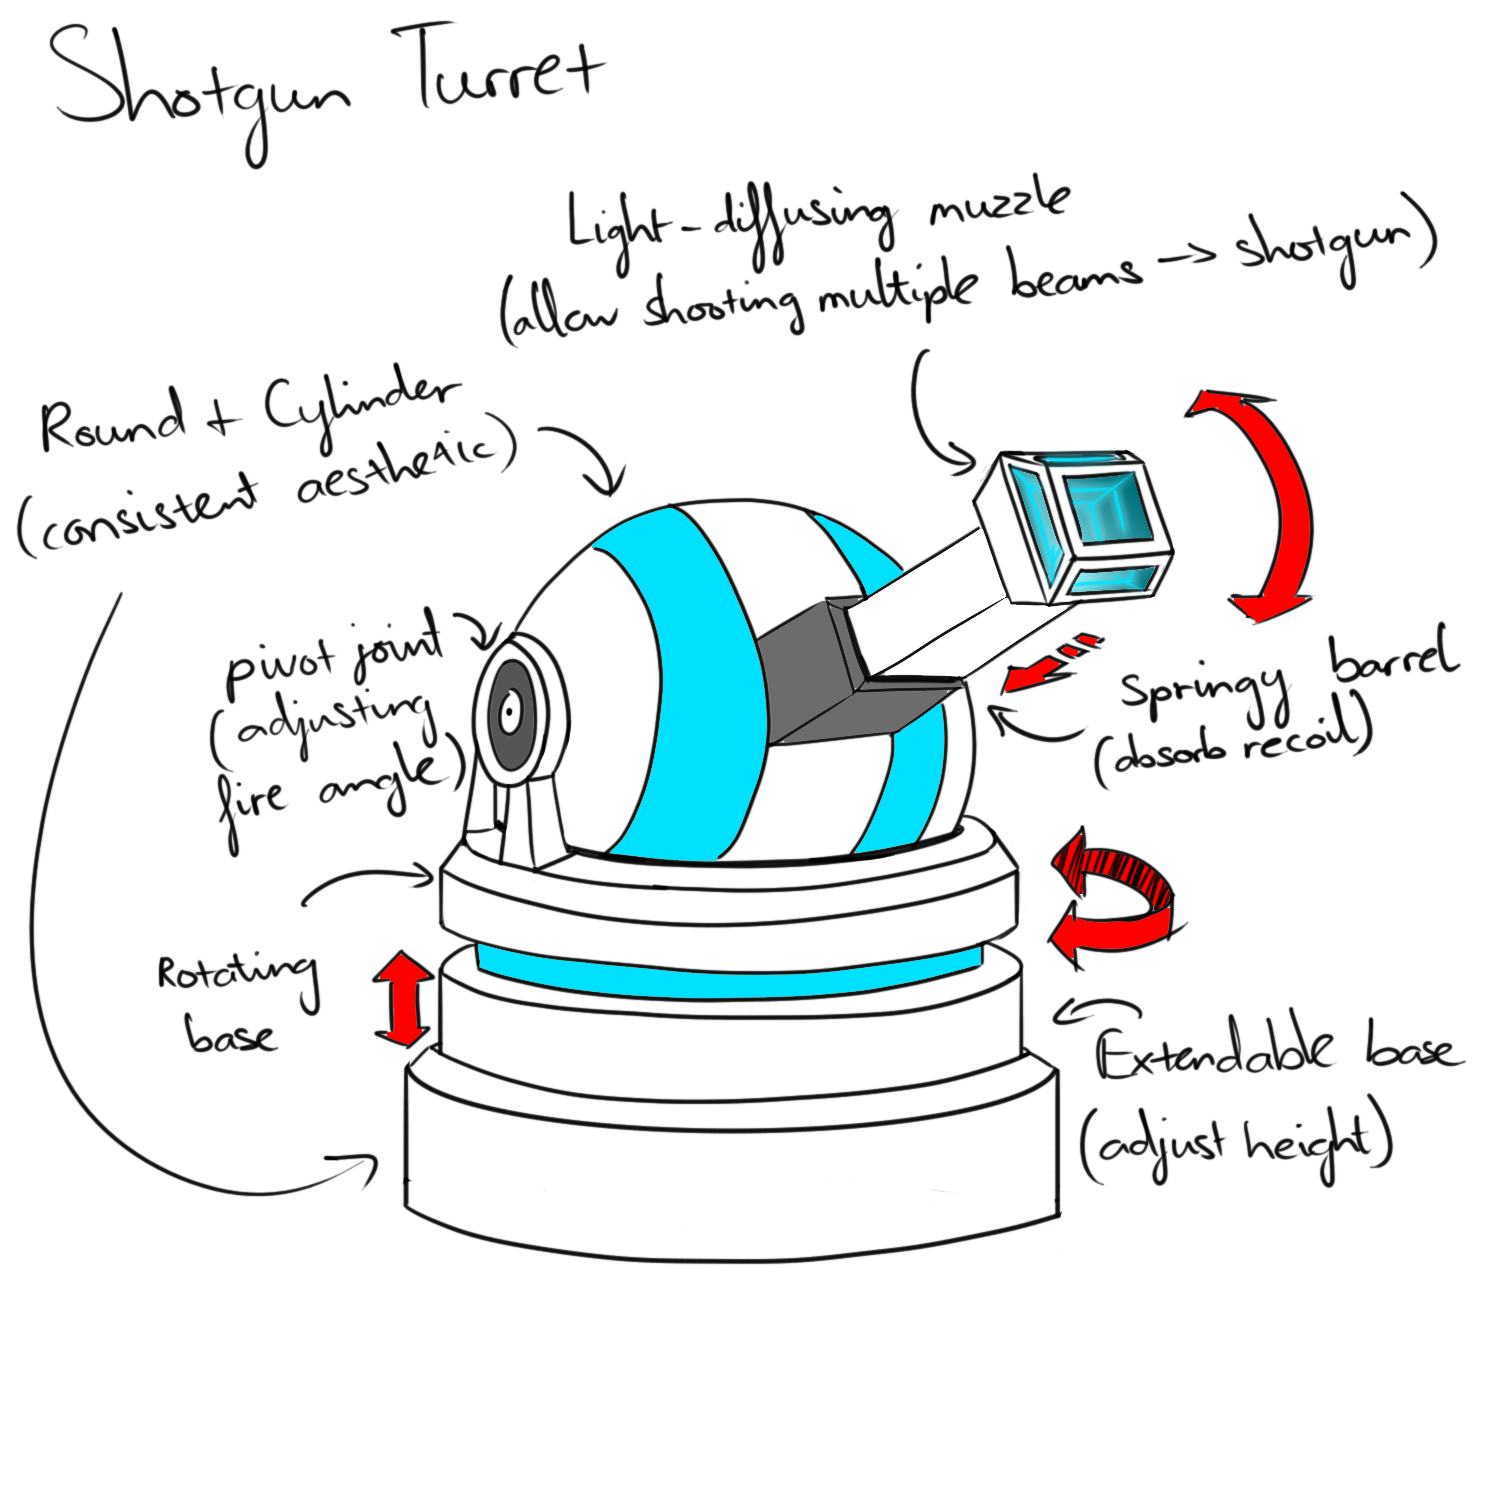 Shotgun Turret
Light-diffusing muzzle
(allow shooting multiple beams -> shotgun)
Round + Cylinder
(consistent aesthetic)
pivot joint
(adjusting
fire angle)
Springy barrel
(absorb recoil)
Rotating
base
Extendable base
(adjust height)